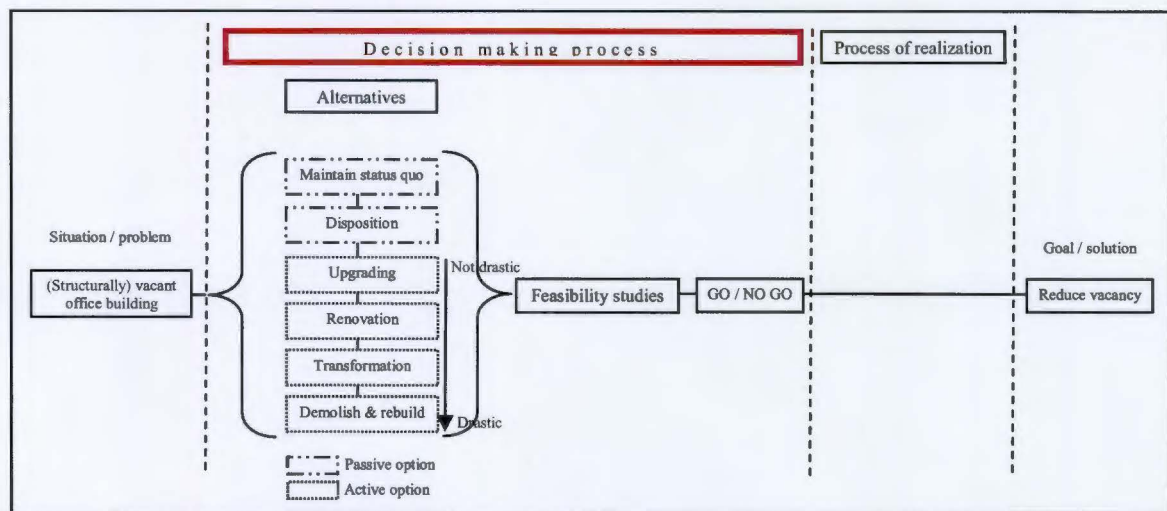 Decision making process
Process of realization
Alternatives
Maintain status quo
Disposition
Situation / problem
Goal / solution
Upgrading
Not drastic
(Structurally) vacant
office building
Feasibility studies
GO / NO GO
Reduce vacancy
Renovation
Transformation
Demolish & rebuild
Drastic
Passive option
Active option